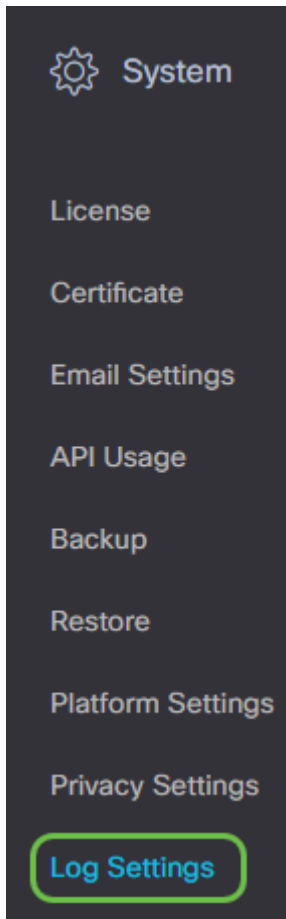 System
License
Certificate
Email Settings
API Usage
Backup
Restore
Platform Settings
Privacy Settings
Log Settings